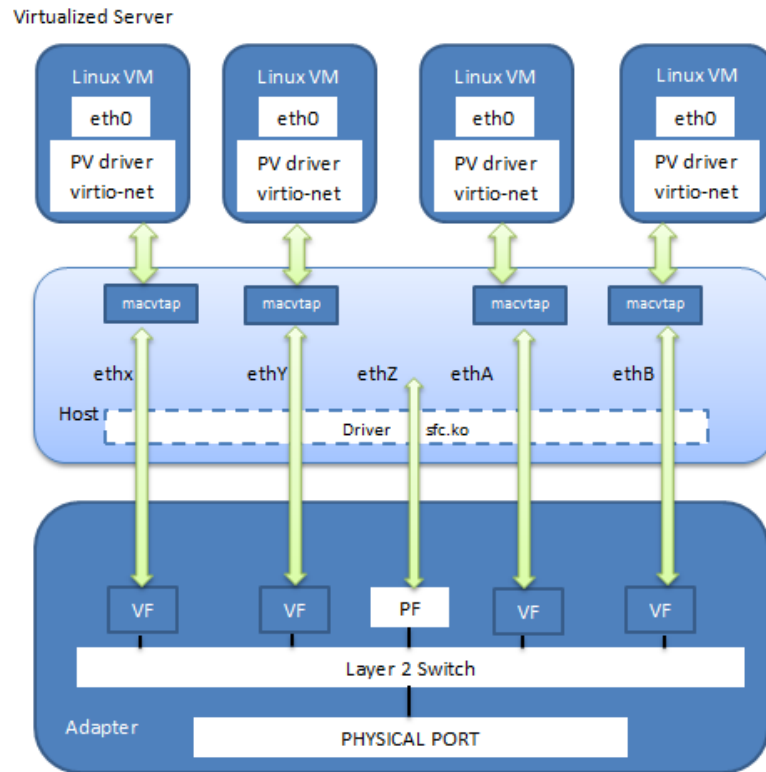 Virtualized Server
Linux VM
Linux VM
Linux VM
Linux VM
eth0
eth0
eth0
eth0
PV driver
virtio-net
PV driver
virtio-net
PV driver
virtio-net
PV driver
virtio-net
macvtap
macvtap
macvtap
macvtap
ethx
ethY
ethZ
ethA
ethB
Host
Driver
sfc.ko
VF
VF
PF
VF
VF
Layer 2 Switch
Adapter
PHYSICAL PORT